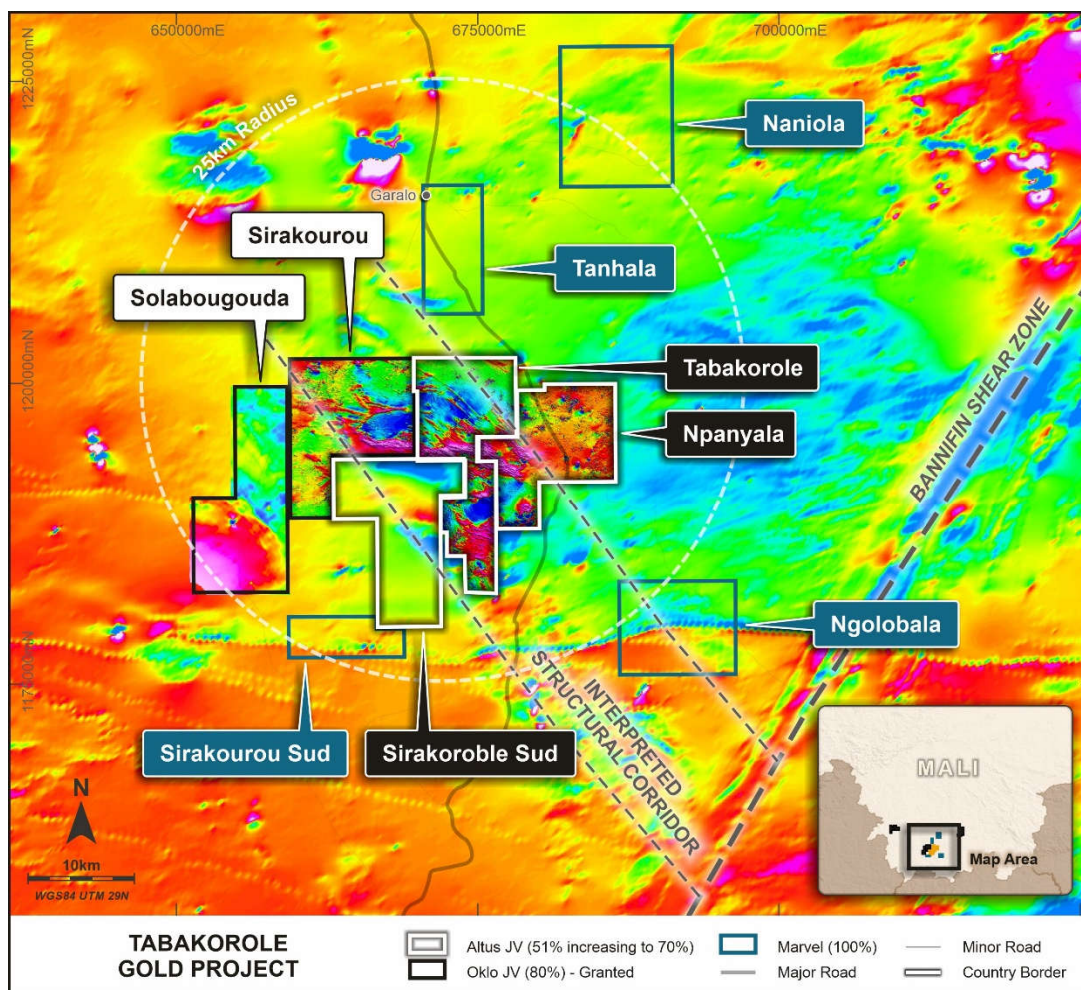 650000mE
675000mE
700000mE
1225000mN
1200000mN
25km Radius
Naniola
Garalo
Sirakourou
Tanhala
Solabougouda
Tabakorole
Npanyala
BANNIFIN SHEAR ZONE
Ngolobala
INTERPRETED
STRUCTURAL CORRIDOR
Sirakourou Sud
Sirakoroble Sud
N
10km
WGS84 UTM 29N
MALI
Map Area
TABAKOROLE
GOLD PROJECT
Altus JV (51% increasing to 70%)
Oklo JV (80%) - Granted
Marvel (100%)
Major Road
Minor Road
Country Border